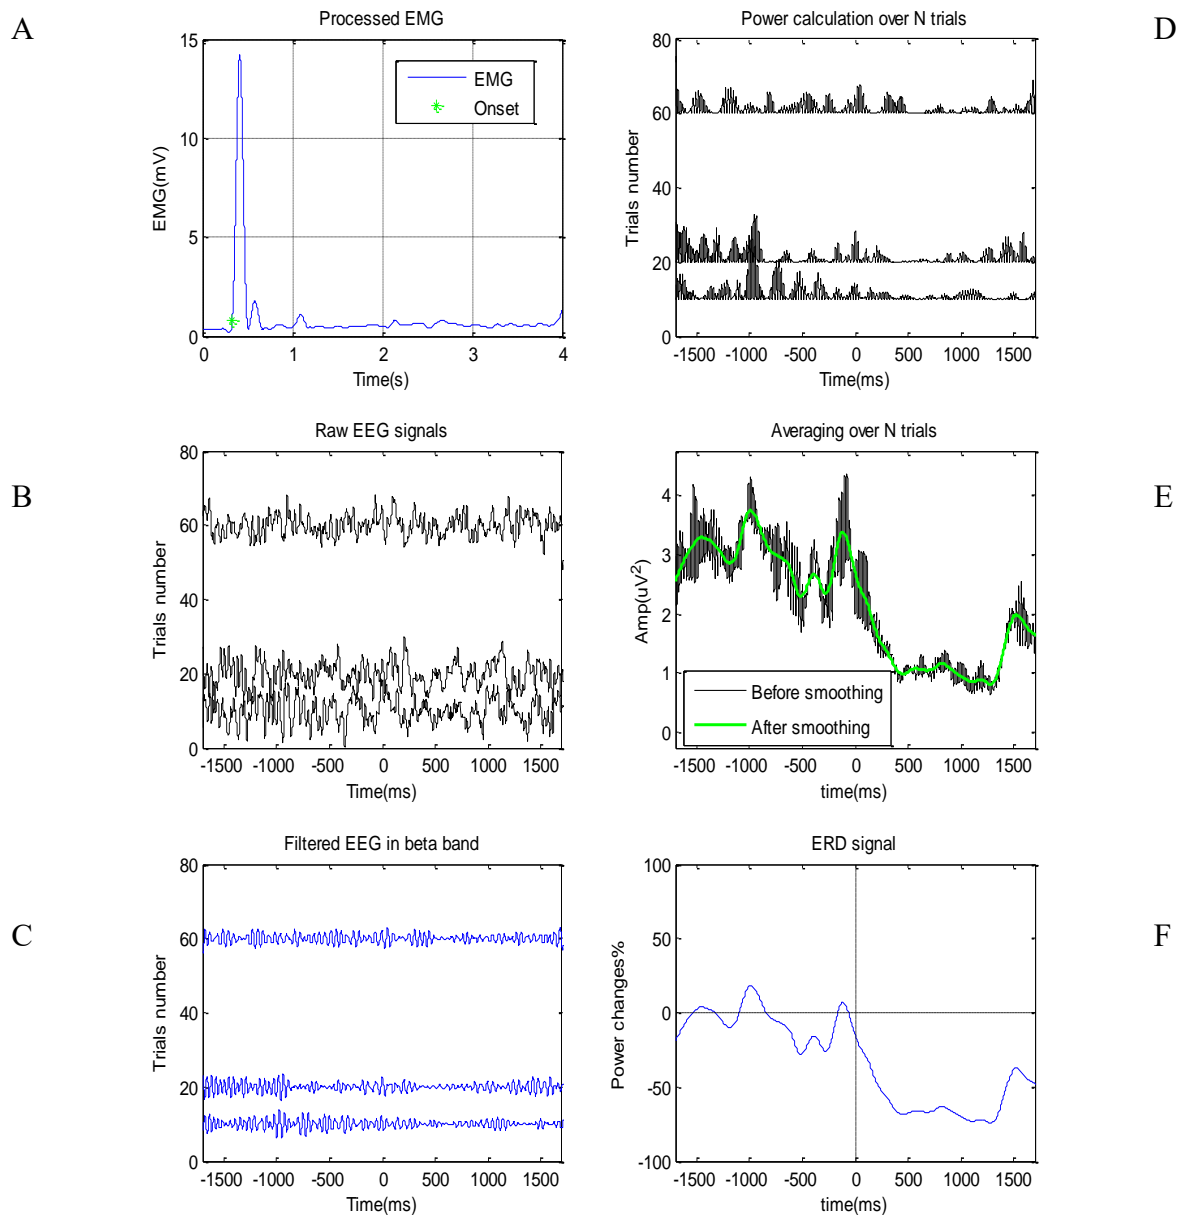 A
Processed EMG
15
10
5
0
EMG(mV)
EMG
Onset
0 1 2 3 4
Time(s)
D
Power calculation over N trials
80
60
40
20
0
Trials number
-1500 -1000 -500 0 500 1000 1500
Time(ms)
B
Raw EEG signals
80
60
40
20
0
Trials number
-1500 -1000 -500 0 500 1000 1500
Time(ms)
E
Averaging over N trials
4
3
2
1
0
Amp(uV²)
Before smoothing
After smoothing
-1500 -1000 -500 0 500 1000 1500
time(ms)
C
Filtered EEG in beta band
80
60
40
20
0
Trials number
-1500 -1000 -500 0 500 1000 1500
Time(ms)
F
ERD signal
100
50
0
-50
-100
Power changes%
-1500 -1000 -500 0 500 1000 1500
time(ms)